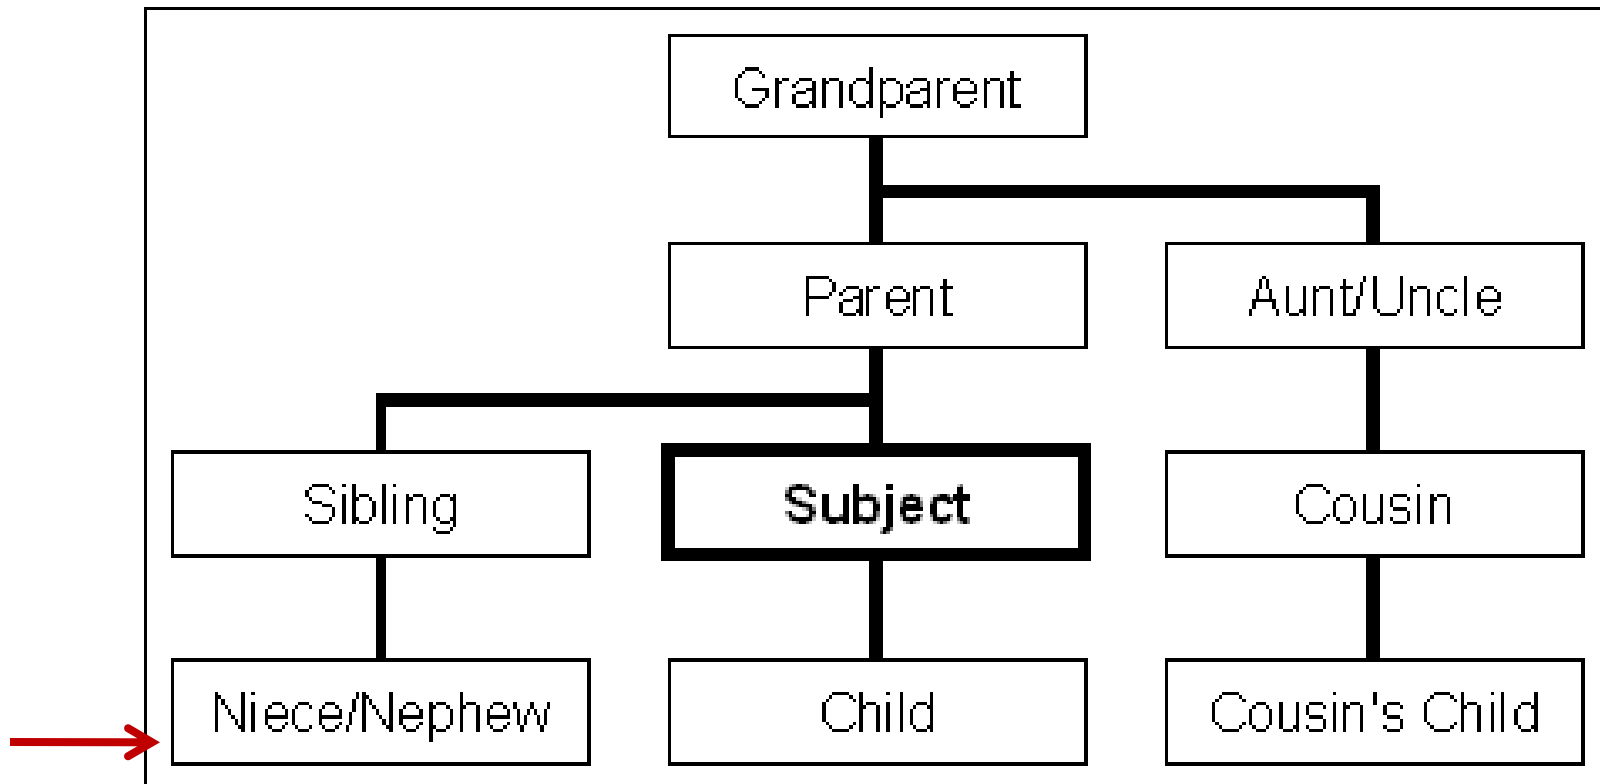 Grandparent
Parent
Aunt/Uncle
Sibling
Subject
Cousin
Niece/Nephew
Child
Cousin's Child